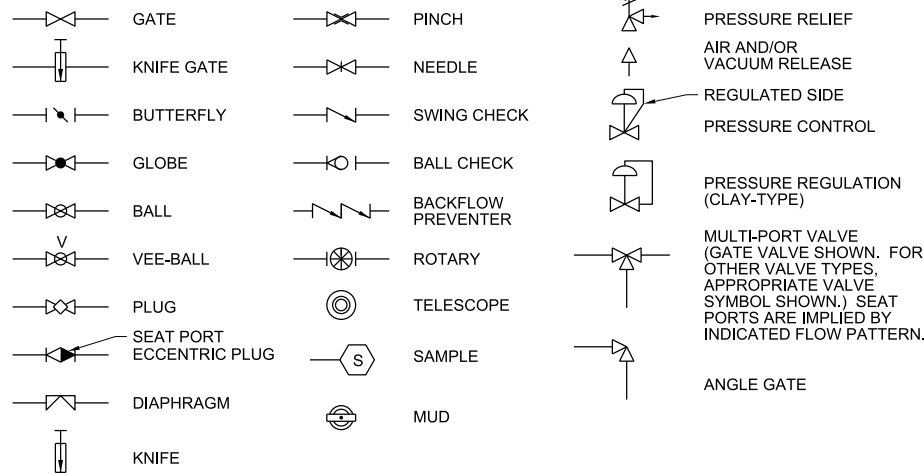 GATE
KNIFE GATE
BUTTERFLY
GLOBE
BALL
V
VEE-BALL
PLUG
SEAT PORT
ECCENTRIC PLUG
DIAPHRAGM
KNIFE
PINCH
NEEDLE
SWING CHECK
BALL CHECK
BACKFLOW
PREVENTER
ROTARY
TELESCOPE
S
SAMPLE
MUD
PRESSURE RELIEF
AIR AND/OR
VACUUM RELEASE
REGULATED SIDE
PRESSURE CONTROL
PRESSURE REGULATION
(CLAY-TYPE)
MULTI-PORT VALVE
(GATE VALVE SHOWN. FOR
OTHER VALVE TYPES,
APPROPRIATE VALVE
SYMBOL SHOWN.) SEAT
PORTS ARE IMPLIED BY
INDICATED FLOW PATTERN.
ANGLE GATE